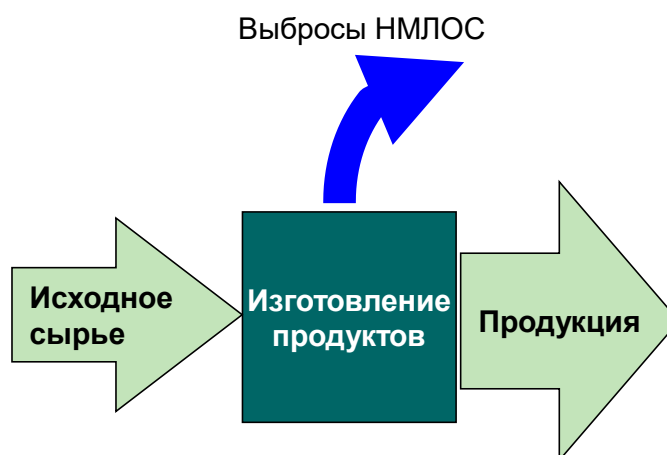 Выбросы НМЛОС
Исходное
сырье
Изготовление
продуктов
Продукция